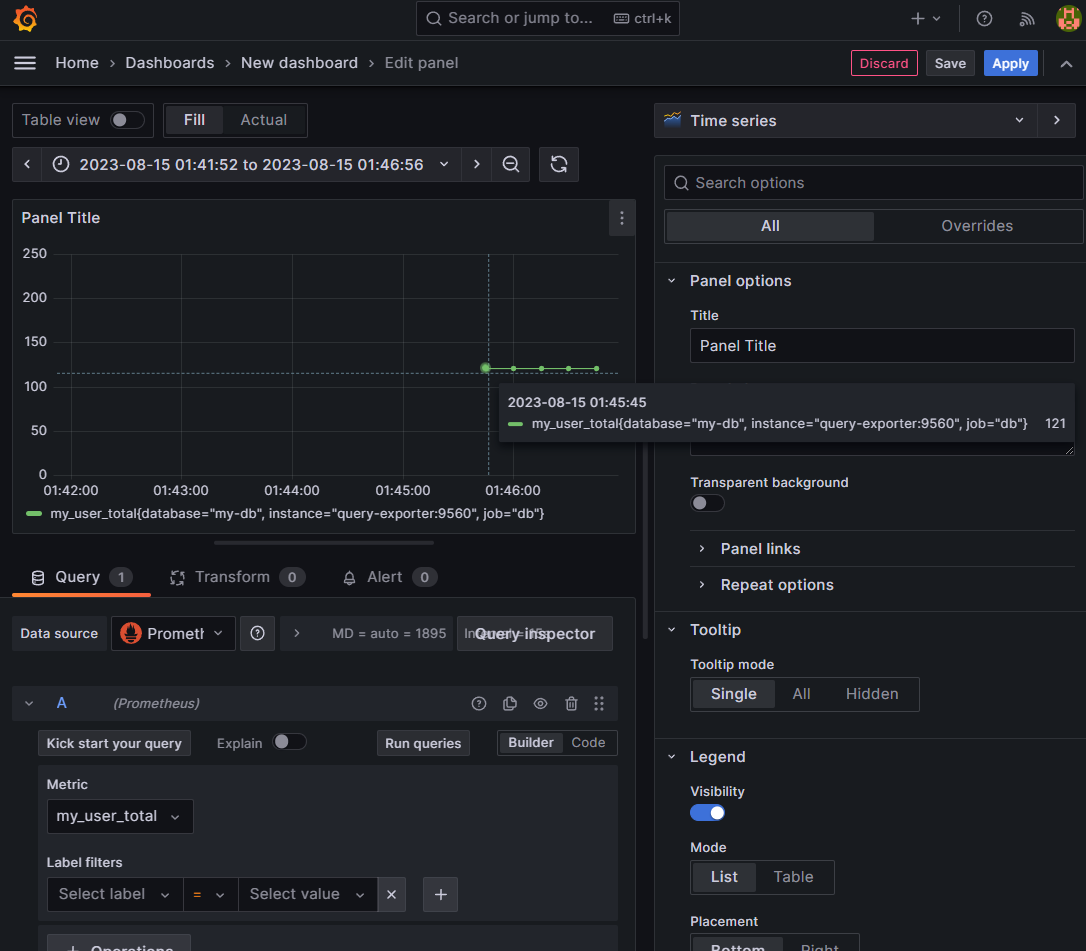 Search or jump to... ctrl+k
Home › Dashboards › New dashboard › Edit panel
Discard Save Apply
Table view Fill Actual
Time series
2023-08-15 01:41:52 to 2023-08-15 01:46:56
Search options
All Overrides
Panel Title
250
200
150
100
50
0
01:42:00 01:43:00 01:44:00 01:45:00 01:46:00
my_user_total{database="my-db", instance="query-exporter:9560", job="db"}
2023-08-15 01:45:45
my_user_total{database="my-db", instance="query-exporter:9560", job="db"} 121
Panel options
Title
Panel Title
Transparent background
Panel links
Repeat options
Query 1 Transform 0 Alert 0
Data source Prometh MD = auto = 1895 Query inspector
A (Prometheus)
Kick start your query Explain Run queries Builder Code
Metric
my_user_total
Label filters
Select label = Select value
+ Operations
Tooltip
Tooltip mode
Single All Hidden
Legend
Visibility
Mode
List Table
Placement
Bottom Right